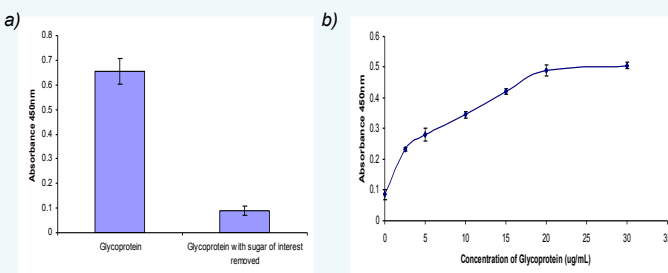 a)
Absorbance 450nm
0.8
0.7
0.6
0.5
0.4
0.3
0.2
0.1
0
Glycoprotein
Glycoprotein with sugar of interest
removed
b)
Absorbance 450nm
0.6
0.5
0.4
0.3
0.2
0.1
0
0 5 10 15 20 25 30
Concentration of Glycoprotein (ug/mL)